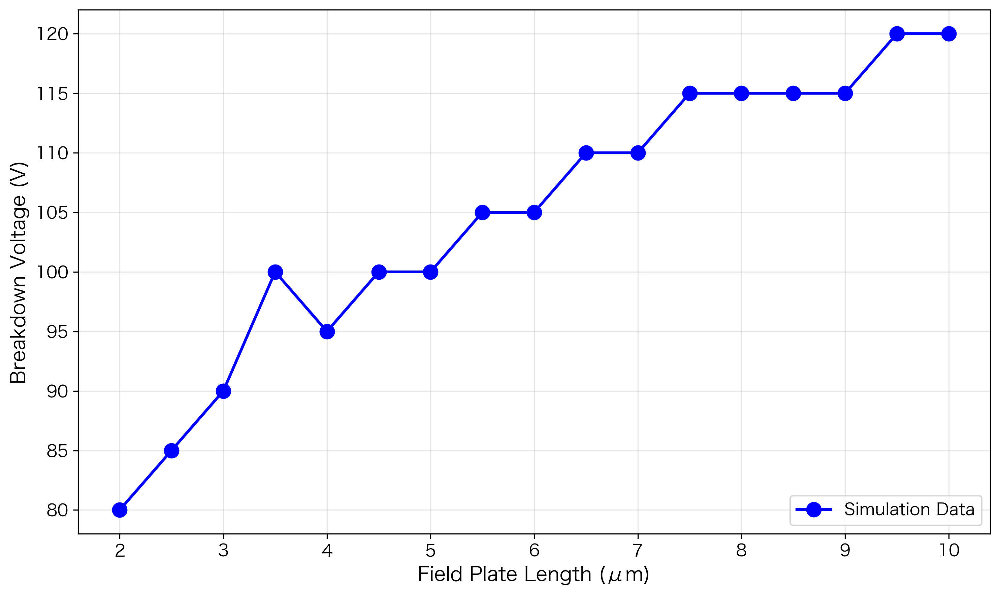 Breakdown Voltage (V)
120
115
110
105
100
95
90
85
80
2 3 4 5 6 7 8 9 10
Field Plate Length (μm)
Simulation Data